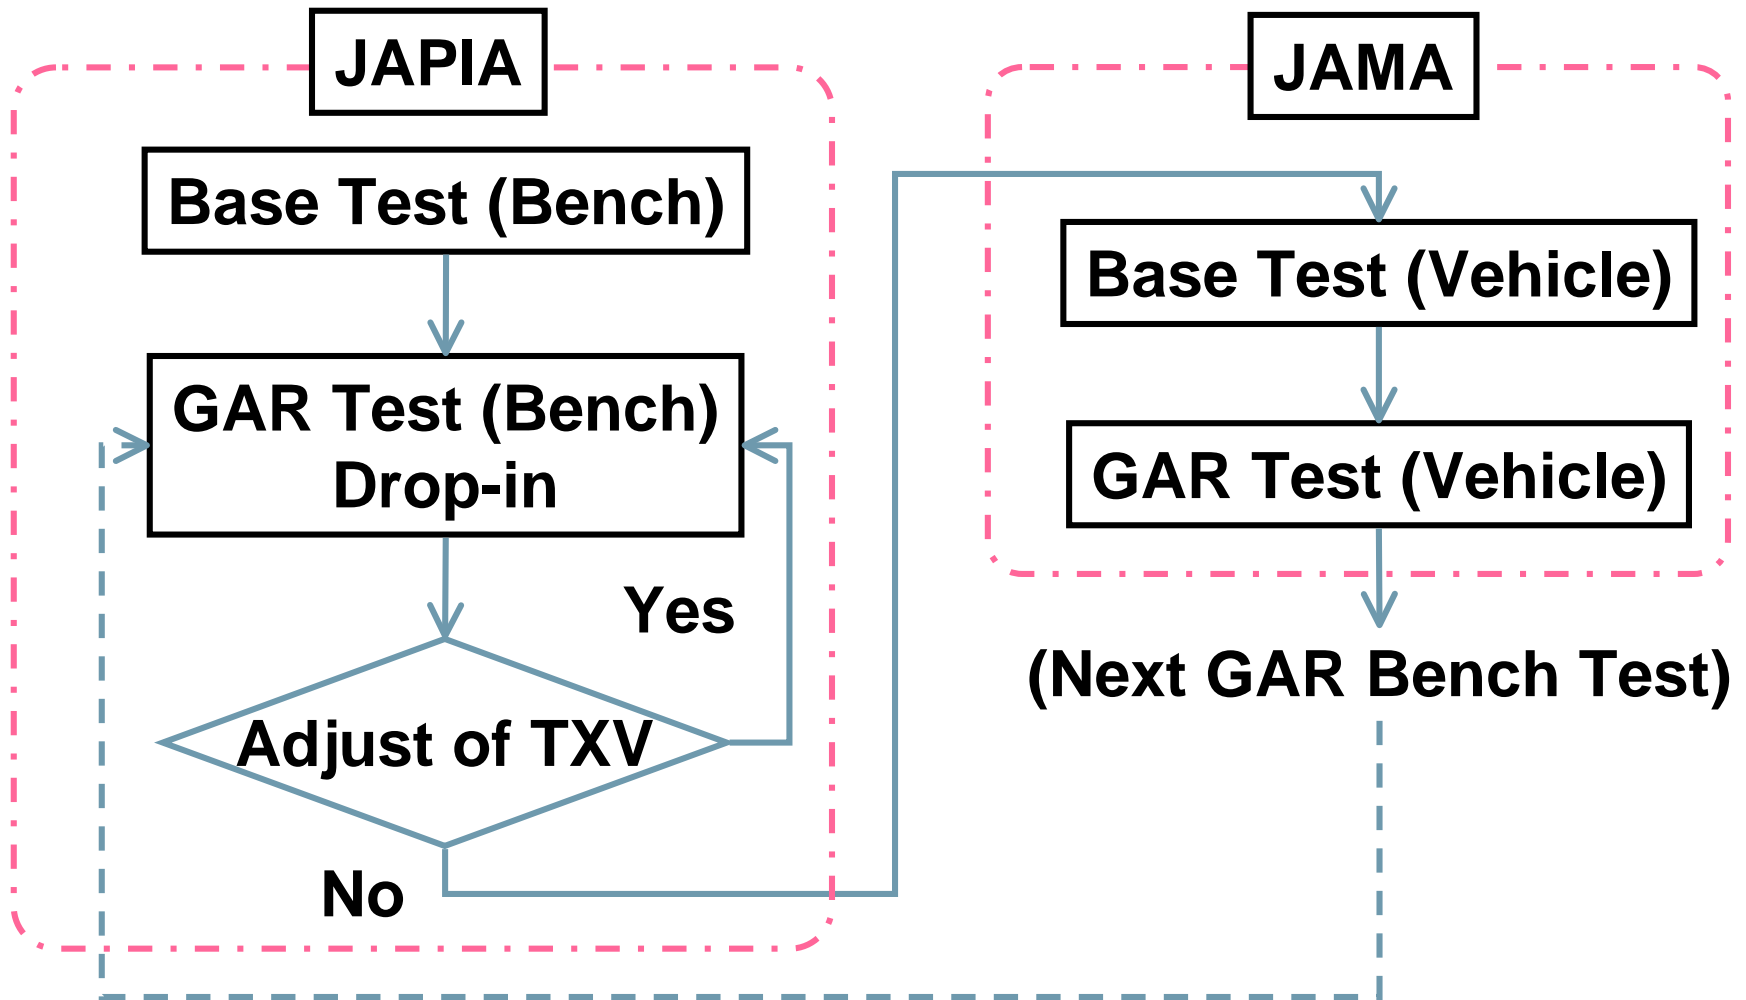 JAPIA
Base Test (Bench)
GAR Test (Bench)
Drop-in
Yes
Adjust of TXV
No
JAMA
Base Test (Vehicle)
GAR Test (Vehicle)
(Next GAR Bench Test)